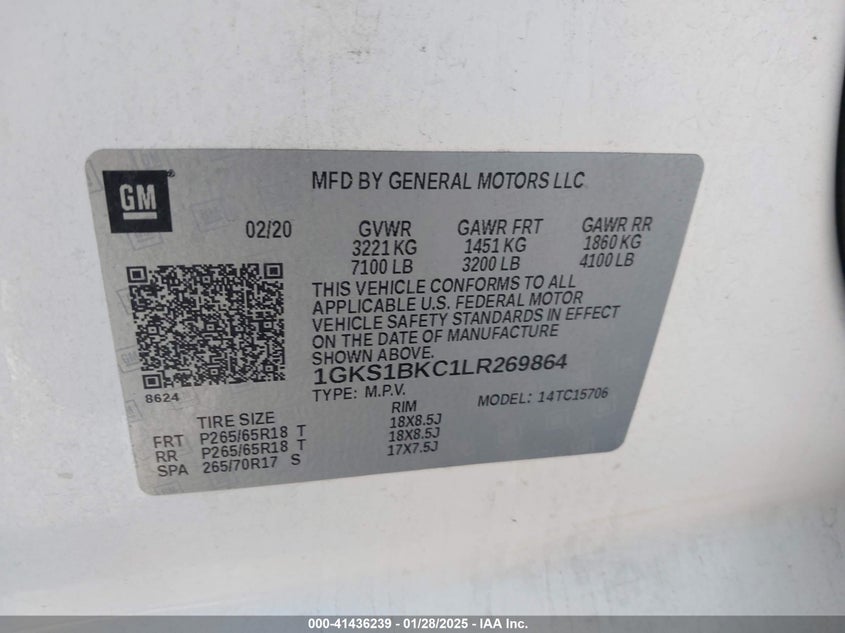 GM
MFD BY GENERAL MOTORS LLC
02/20 GVWR GAWR FRT GAWR RR
3221 KG 1451 KG 1860 KG
7100 LB 3200 LB 4100 LB
THIS VEHICLE CONFORMS TO ALL
APPLICABLE U.S. FEDERAL MOTOR
VEHICLE SAFETY STANDARDS IN EFFECT
ON THE DATE OF MANUFACTURE
SHOWN ABOVE.
8624
1GKS1BKC1LR269864
TYPE: M.P.V. MODEL: 14TC15706
TIRE SIZE RIM
FRT P265/65R18 T 18X8.5J
RR P265/65R18 T 18X8.5J
SPA 265/70R17 S 17X7.5J
000-41436239 - 01/28/2025 - IAA Inc.